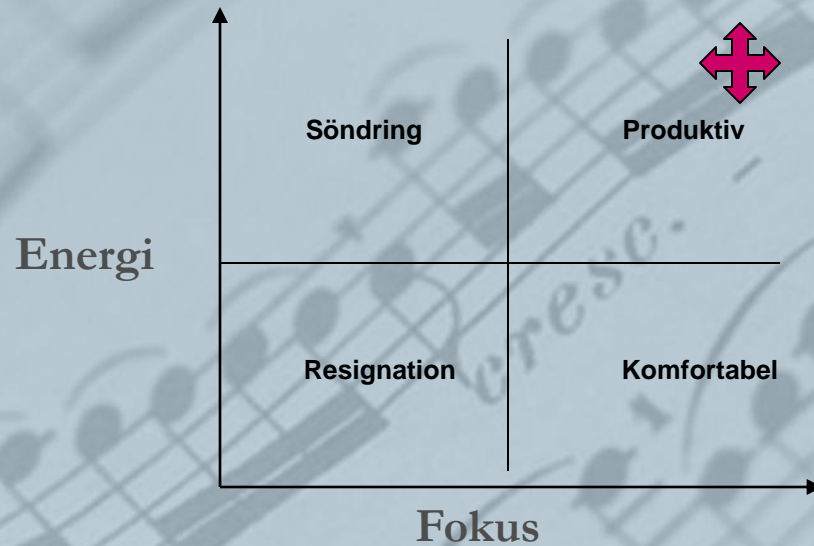 Söndring
Produktiv
Energi
cresc. -
Resignation
Komfortabel
Fokus